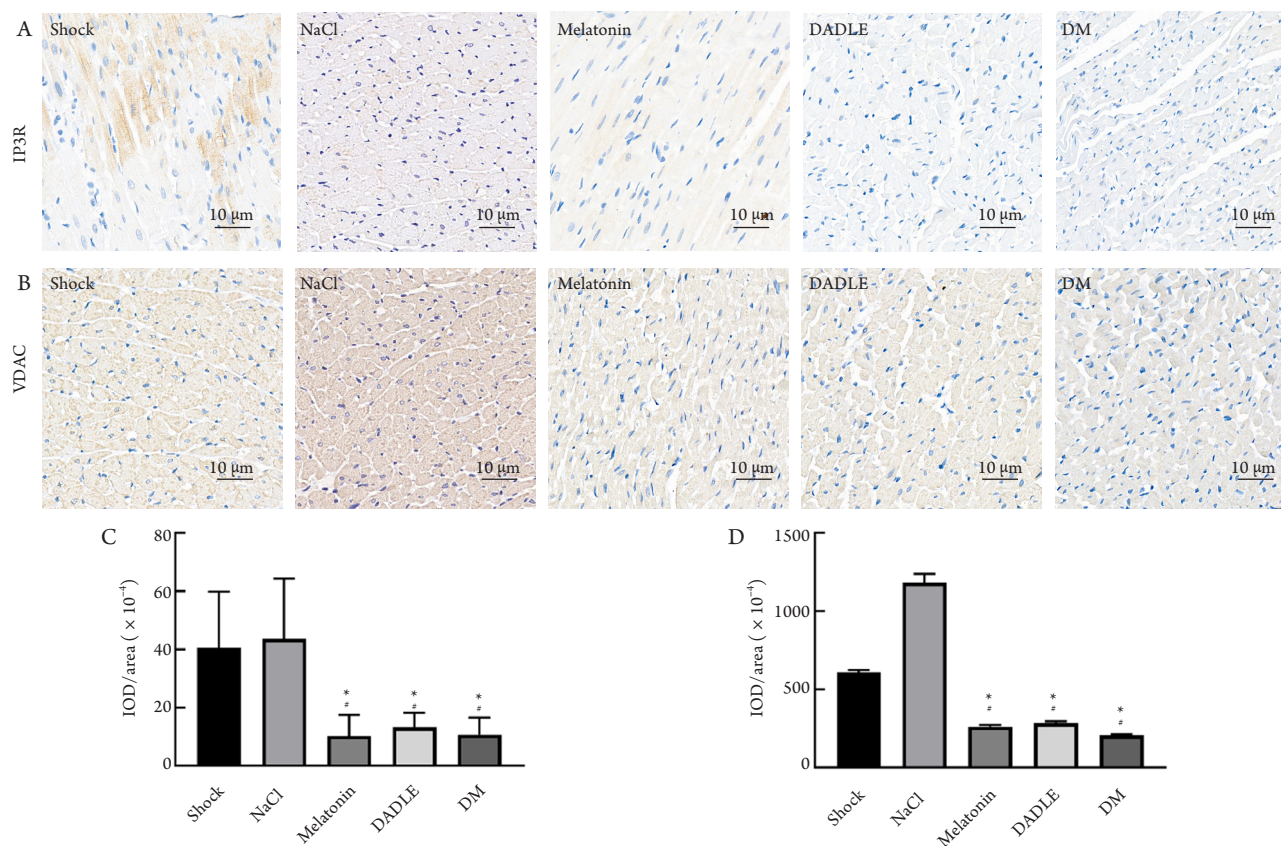 A
Shock
NaCl
Melatonin
DADLE
DM
IP3R
10 μm
10 μm
10 μm
10 μm
10 μm
B
Shock
NaCl
Melatonin
DADLE
DM
VDAC
10 μm
10 μm
10 μm
10 μm
10 μm
C
80
60
40
20
0
IOD/area ( × 10⁻⁴)
*
#
*
#
*
#
Shock
NaCl
Melatonin
DADLE
DM
D
1500
1000
500
0
IOD/area ( × 10⁻⁴)
*
#
*
#
*
#
Shock
NaCl
Melatonin
DADLE
DM